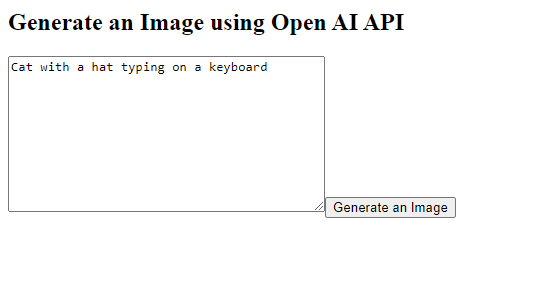 Generate an Image using Open AI API
Cat with a hat typing on a keyboard
Generate an Image